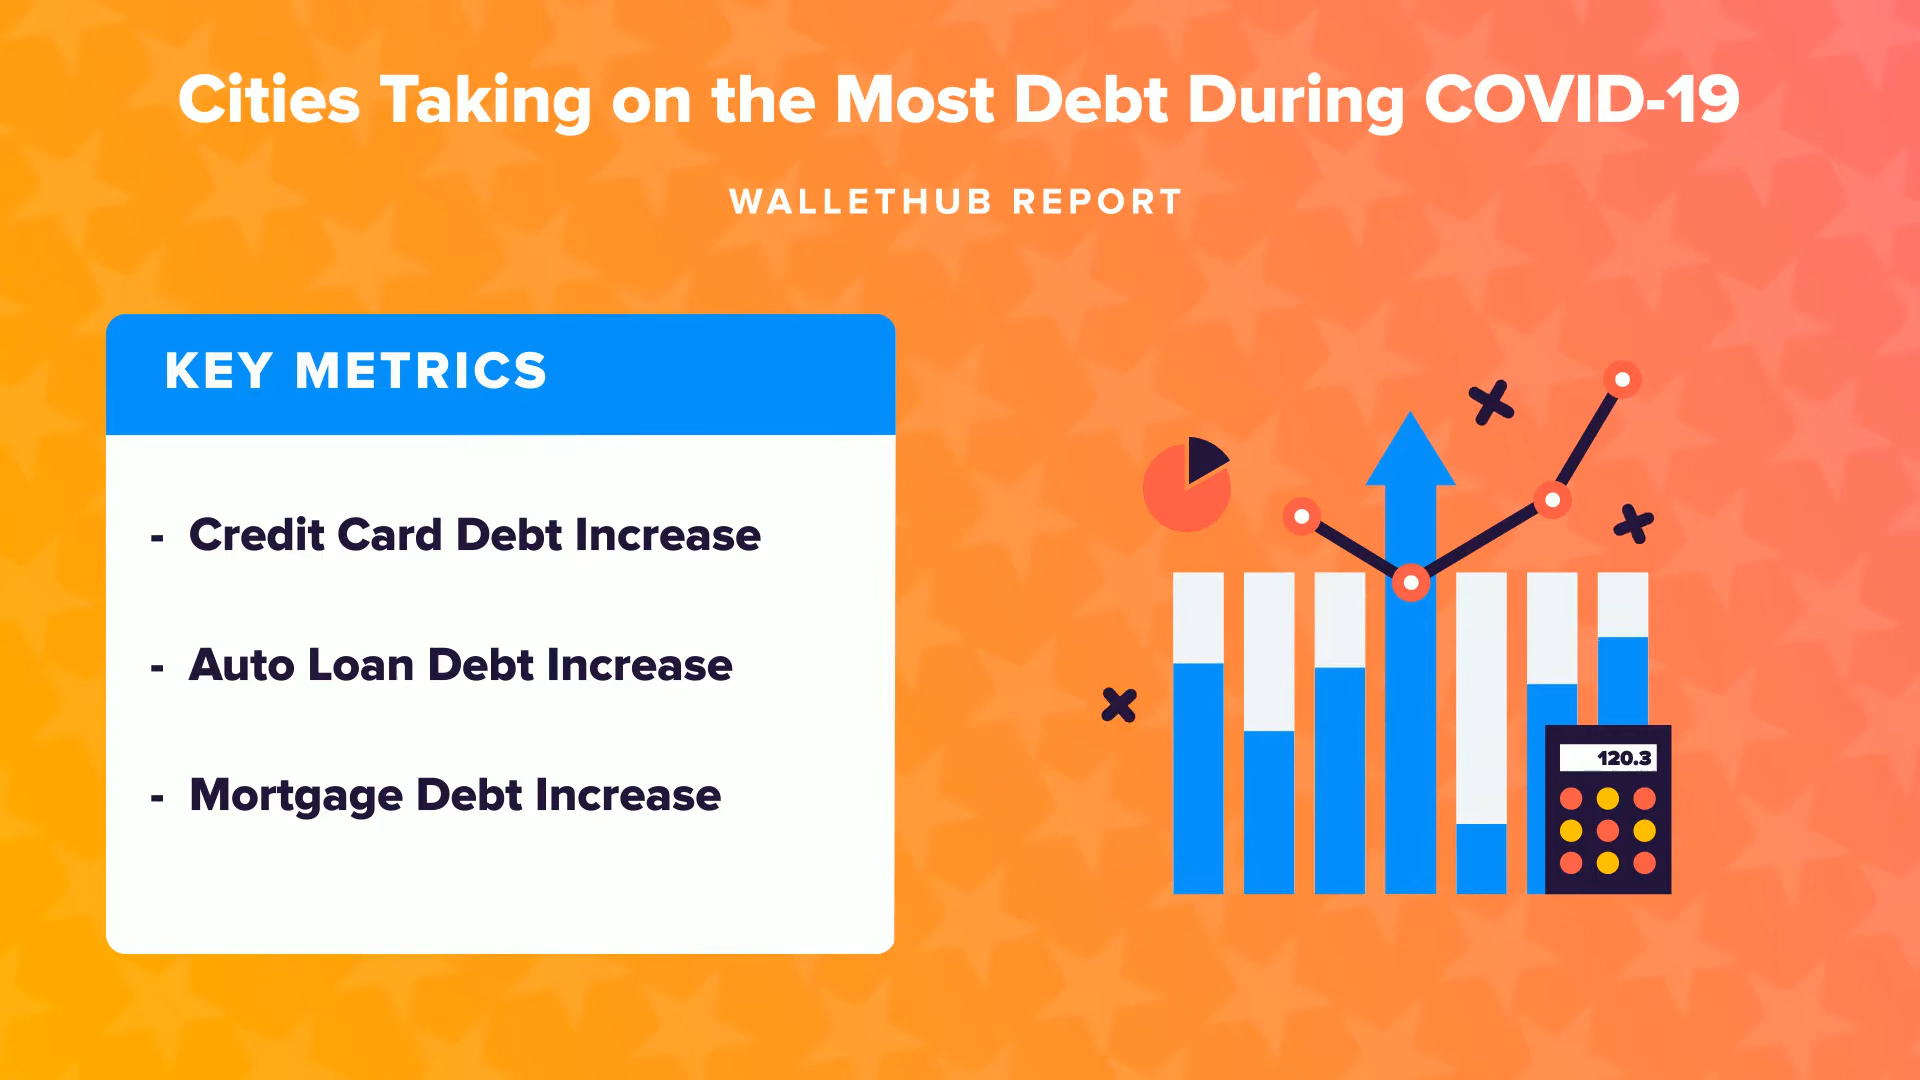 Cities Taking on the Most Debt During COVID-19
WALLETHUB REPORT
KEY METRICS
- Credit Card Debt Increase
- Auto Loan Debt Increase
- Mortgage Debt Increase
120.3